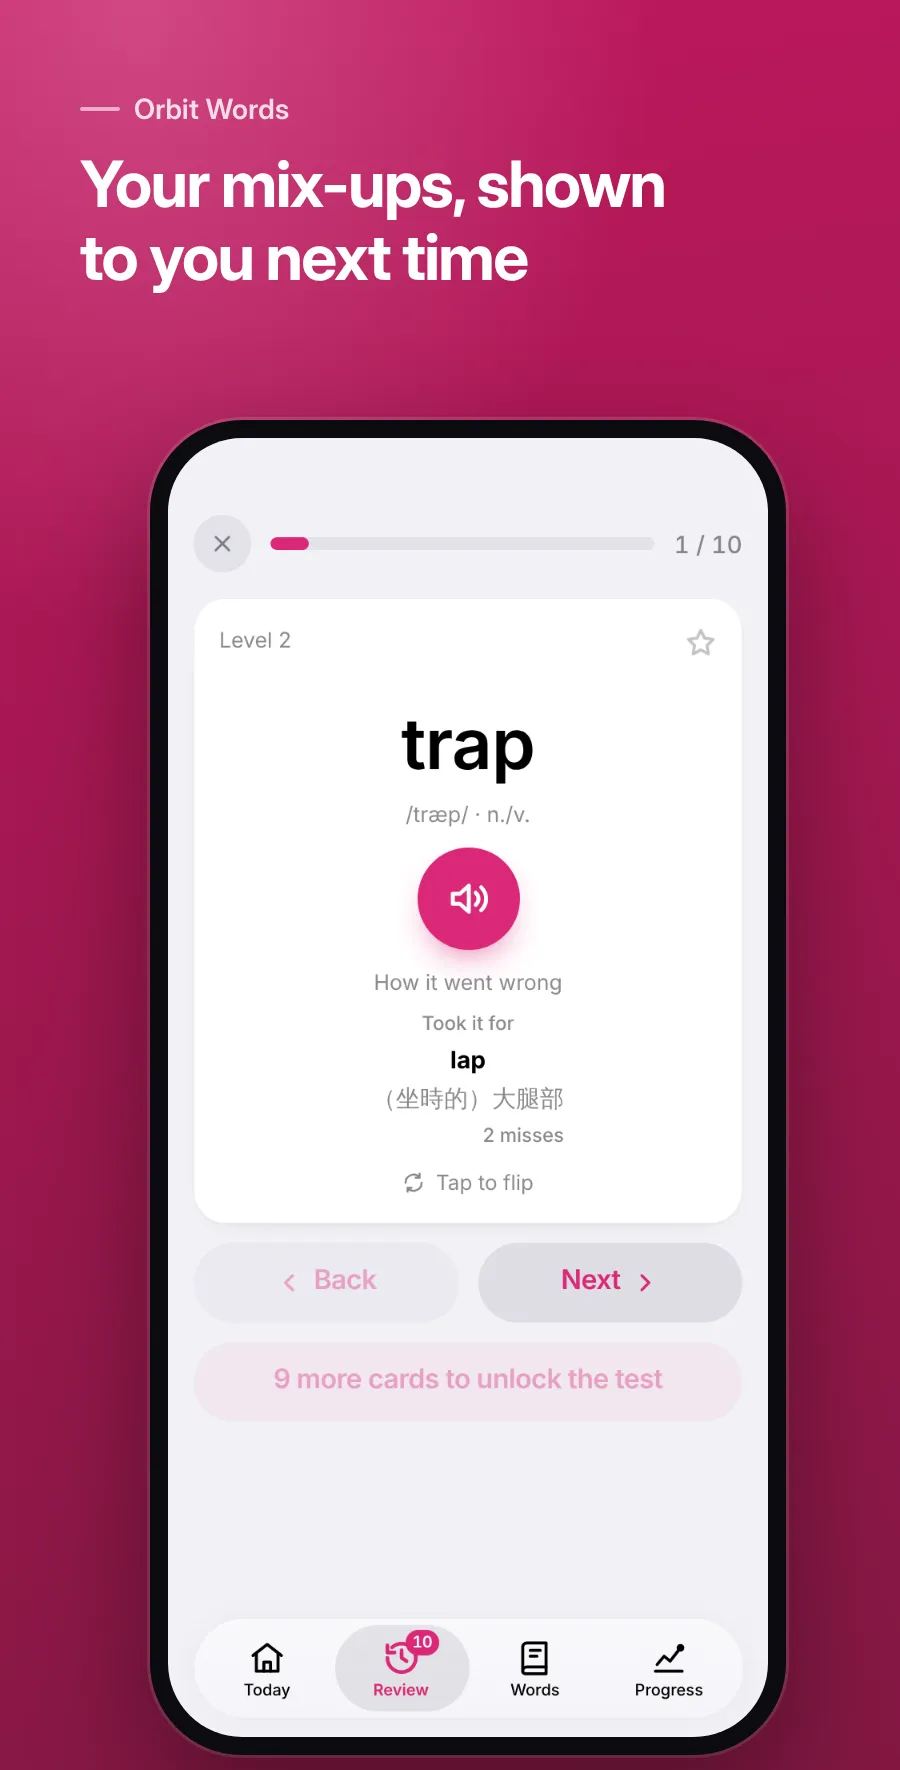 Orbit Words
Your mix-ups, shown
to you next time
1 / 10
Level 2
trap
/træp/ · n./v.
How it went wrong
Took it for
lap
（坐時的）大腿部
2 misses
Tap to flip
Back
Next
9 more cards to unlock the test
10
Today
Review
Words
Progress